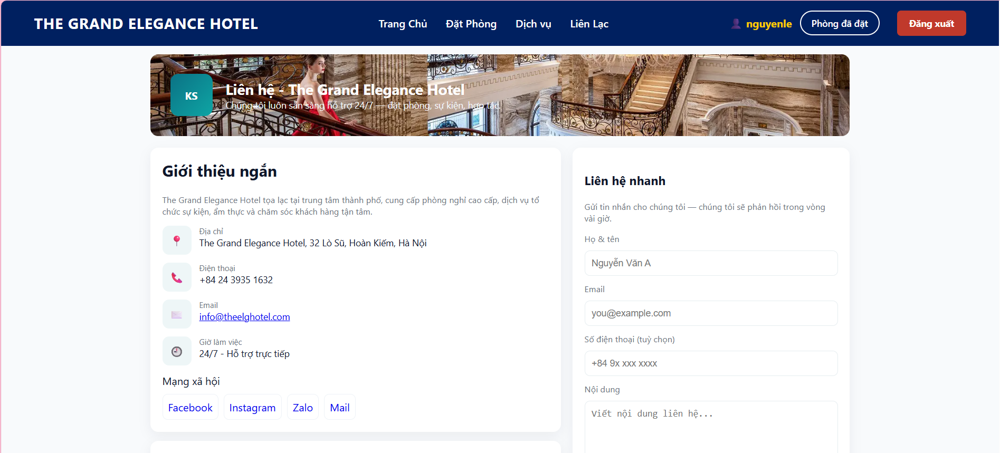 THE GRAND ELEGANCE HOTEL
Trang Chủ
Đặt Phòng
Dịch vụ
Liên Lạc
nguyenle
Phòng đã đặt
Đăng xuất
KS
Liên hệ - The Grand Elegance Hotel
Chúng tôi luôn sẵn sàng hỗ trợ 24/7 — đặt phòng, sự kiện, hợp tác.
Giới thiệu ngắn
The Grand Elegance Hotel tọa lạc tại trung tâm thành phố, cung cấp phòng nghỉ cao cấp, dịch vụ tổ
chức sự kiện, ẩm thực và chăm sóc khách hàng tận tâm.
Địa chỉ
The Grand Elegance Hotel, 32 Lò Sũ, Hoàn Kiếm, Hà Nội
Điện thoại
+84 24 3935 1632
Email
info@theelghotel.com
Giờ làm việc
24/7 - Hỗ trợ trực tiếp
Mạng xã hội
Facebook
Instagram
Zalo
Mail
Liên hệ nhanh
Gửi tin nhắn cho chúng tôi — chúng tôi sẽ phản hồi trong vòng
vài giờ.
Họ & tên
Nguyễn Văn A
Email
you@example.com
Số điện thoại (tuỳ chọn)
+84 9x xxx xxxx
Nội dung
Viết nội dung liên hệ...